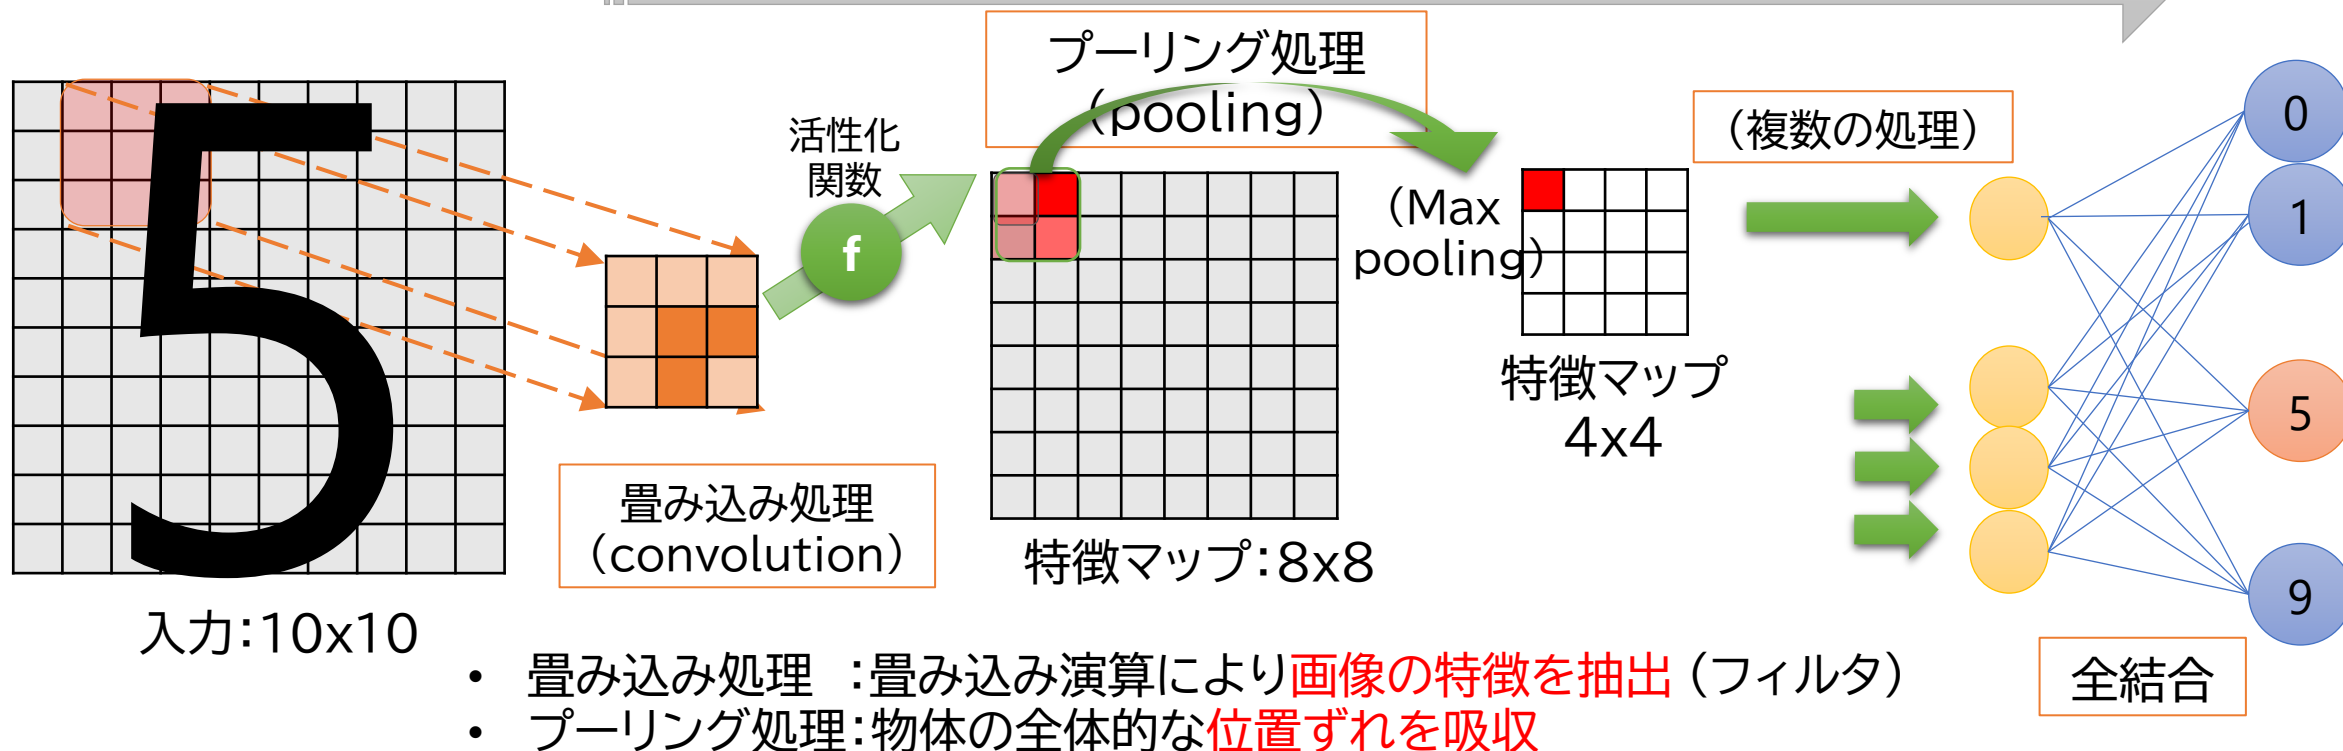 プーリング処理
（pooling）
（複数の処理）
0
1
5
9
5
活性化
関数
f
（Max
pooling）
特徴マップ
4x4
畳み込み処理
（convolution）
特徴マップ：8x8
入力：10x10
全結合
• 畳み込み処理　：畳み込み演算により画像の特徴を抽出（フィルタ）
• プーリング処理：物体の全体的な位置ずれを吸収